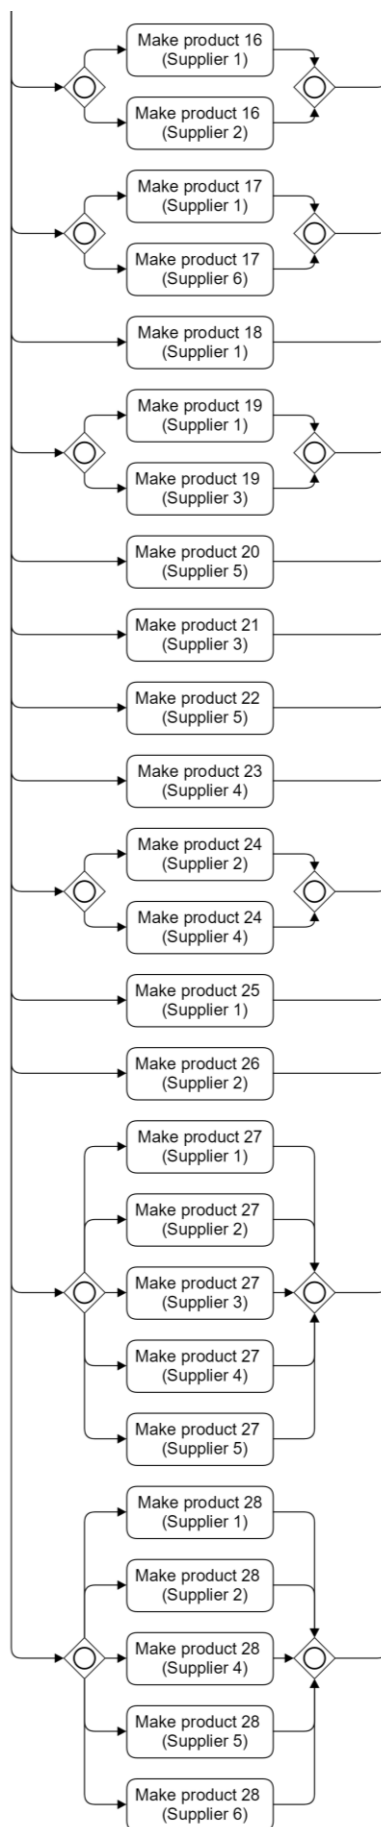 Make product 16
(Supplier 1)
Make product 16
(Supplier 2)
Make product 17
(Supplier 1)
Make product 17
(Supplier 6)
Make product 18
(Supplier 1)
Make product 19
(Supplier 1)
Make product 19
(Supplier 3)
Make product 20
(Supplier 5)
Make product 21
(Supplier 3)
Make product 22
(Supplier 5)
Make product 23
(Supplier 4)
Make product 24
(Supplier 2)
Make product 24
(Supplier 4)
Make product 25
(Supplier 1)
Make product 26
(Supplier 2)
Make product 27
(Supplier 1)
Make product 27
(Supplier 2)
Make product 27
(Supplier 3)
Make product 27
(Supplier 4)
Make product 27
(Supplier 5)
Make product 28
(Supplier 1)
Make product 28
(Supplier 2)
Make product 28
(Supplier 4)
Make product 28
(Supplier 5)
Make product 28
(Supplier 6)